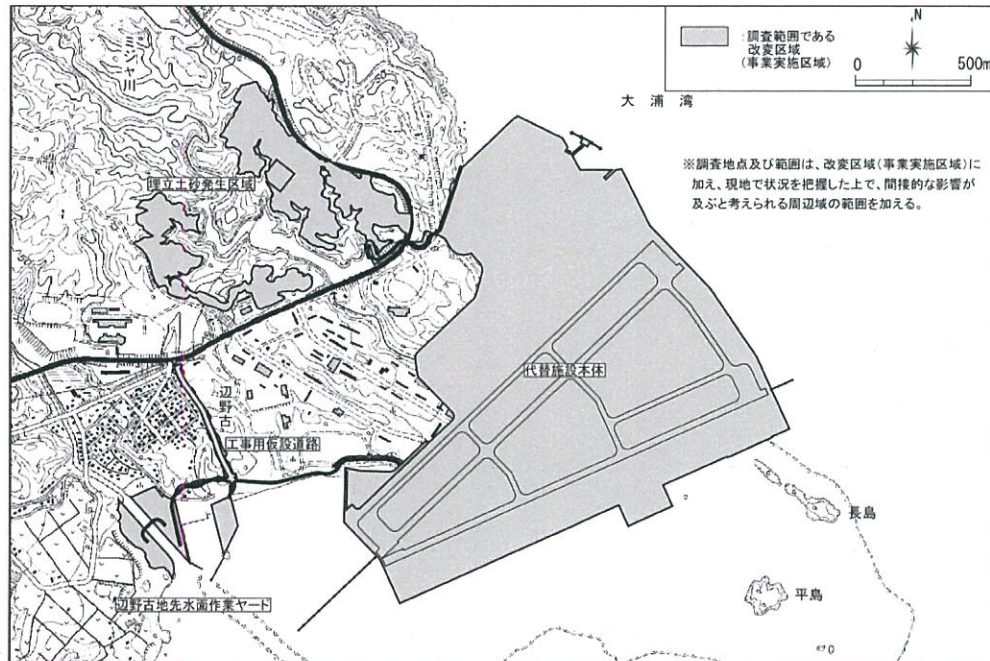 調査範囲である
改変区域
(事業実施区域)
N
0 500m
大浦湾
※調査地点及び範囲は、改変区域(事業実施区域)に
加え、現地で状況を把握した上で、間接的な影響が
及ぶと考えられる周辺域の範囲を加える。
埋立土砂発生区域
代替施設本体
辺野古
工事用仮設道路
長島
平島
辺野古地先水面作業ヤード